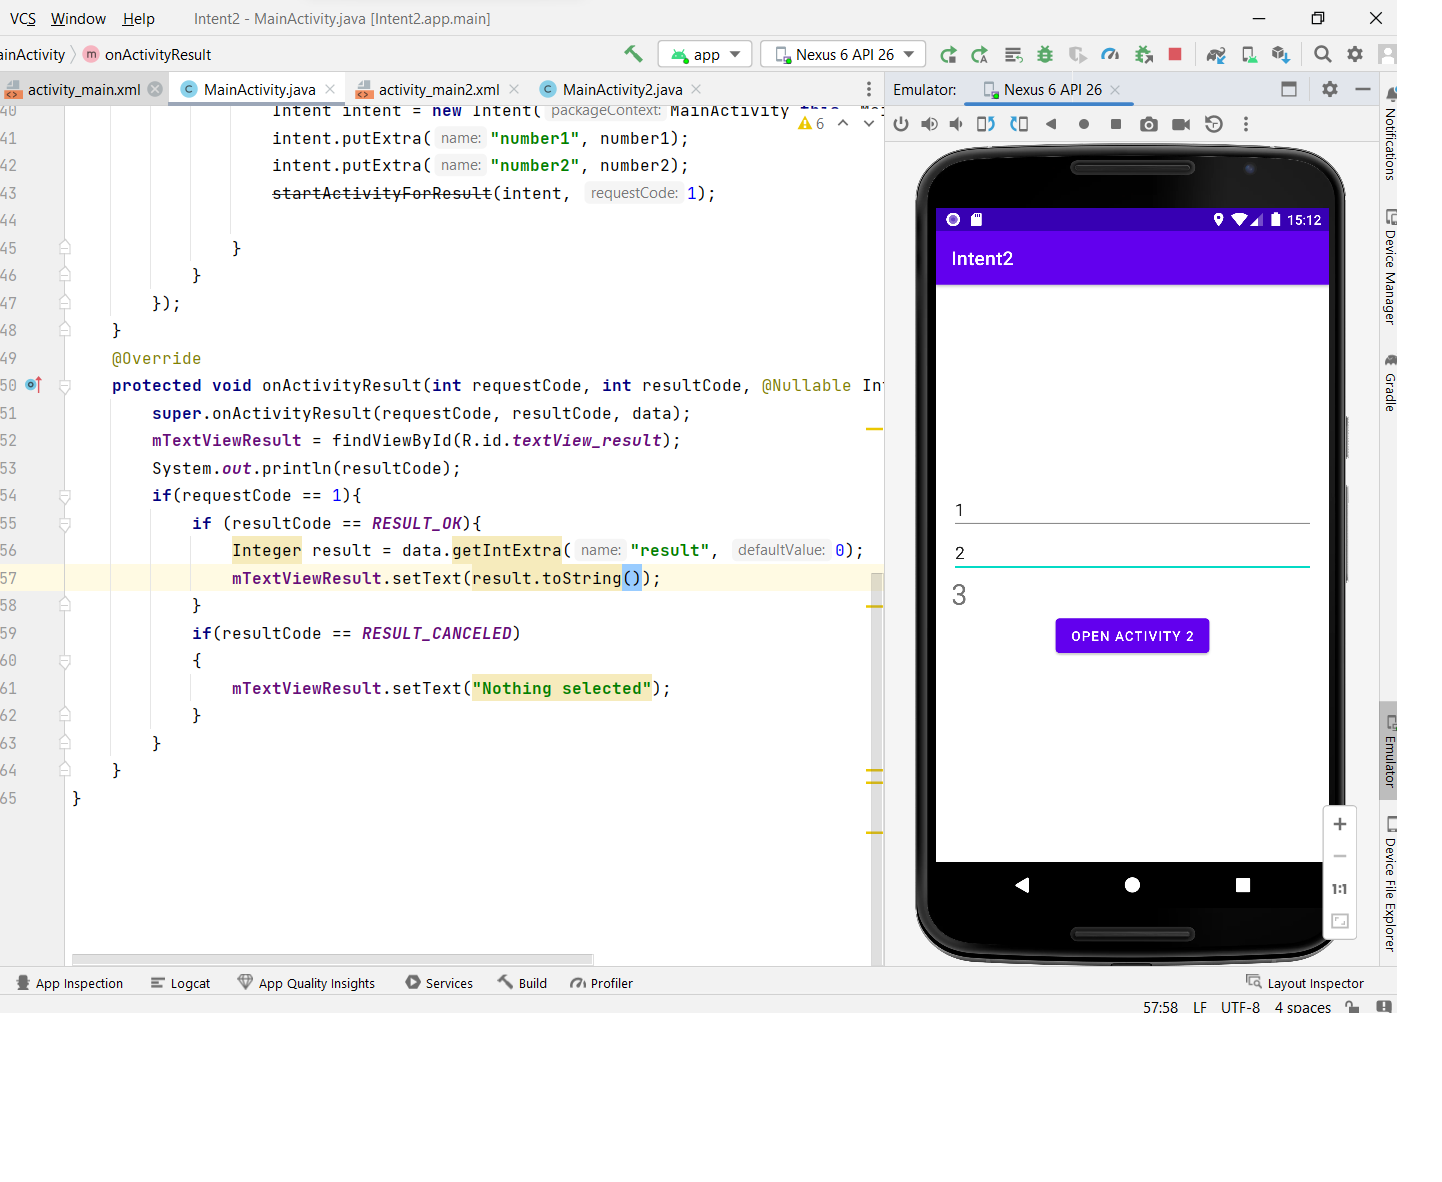 VCS Window Help Intent2 - MainActivity.java [Intent2.app.main]
ainActivity onActivityResult app Nexus 6 API 26
activity_main.xml MainActivity.java activity_main2.xml MainActivity2.java
Emulator: Nexus 6 API 26
40 Intent intent = new Intent( packageContext: MainActivity
6
41 intent.putExtra( name: "number1", number1);
42 intent.putExtra( name: "number2", number2);
43 startActivityForResult(intent, requestCode: 1);
44
45 }
46 }
47 });
48 }
49 @Override
50 protected void onActivityResult(int requestCode, int resultCode, @Nullable Int
51 super.onActivityResult(requestCode, resultCode, data);
52 mTextViewResult = findViewById(R.id.textView_result);
53 System.out.println(resultCode);
54 if(requestCode == 1){
55 if (resultCode == RESULT_OK){
56 Integer result = data.getIntExtra( name: "result", defaultValue: 0);
57 mTextViewResult.setText(result.toString());
58 }
59 if(resultCode == RESULT_CANCELED)
60 {
61 mTextViewResult.setText("Nothing selected");
62 }
63 }
64 }
65 }
15:12
Intent2
1
2
3
OPEN ACTIVITY 2
1:1
Notifications
Device Manager
Gradle
Emulator
Device File Explorer
App Inspection Logcat App Quality Insights Services Build Profiler Layout Inspector
57:58 LF UTF-8 4 spaces